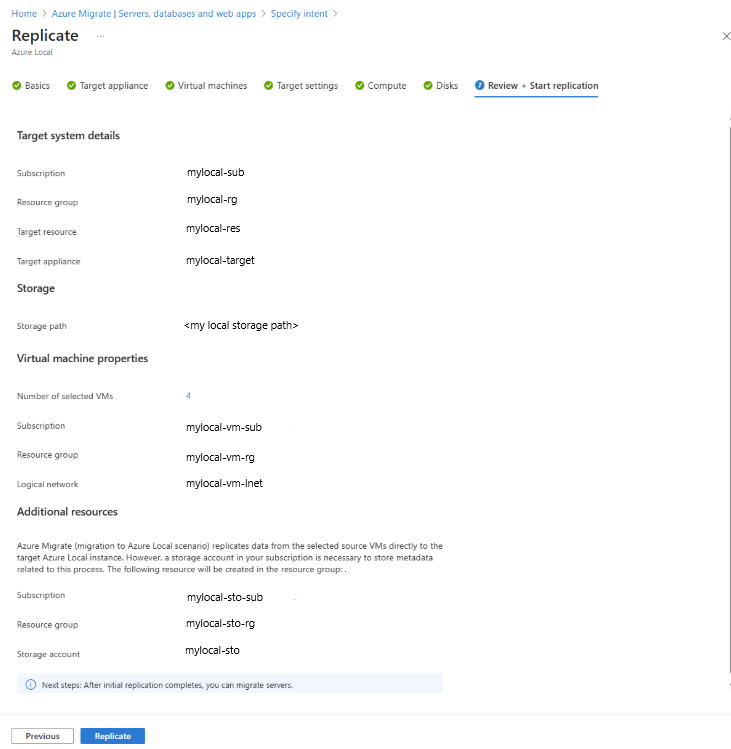 Home > Azure Migrate | Servers, databases and web apps > Specify intent >
Replicate ...
Azure Local
Basics Target appliance Virtual machines Target settings Compute Disks Review + Start replication
Target system details
Subscription mylocal-sub
Resource group mylocal-rg
Target resource mylocal-res
Target appliance mylocal-target
Storage
Storage path <my local storage path>
Virtual machine properties
Number of selected VMs 4
Subscription mylocal-vm-sub
Resource group mylocal-vm-rg
Logical network mylocal-vm-lnet
Additional resources
Azure Migrate (migration to Azure Local scenario) replicates data from the selected source VMs directly to the
target Azure Local instance. However, a storage account in your subscription is necessary to store metadata
related to this process. The following resource will be created in the resource group: .
Subscription mylocal-sto-sub
Resource group mylocal-sto-rg
Storage account mylocal-sto
Next steps: After initial replication completes, you can migrate servers.
Previous Replicate